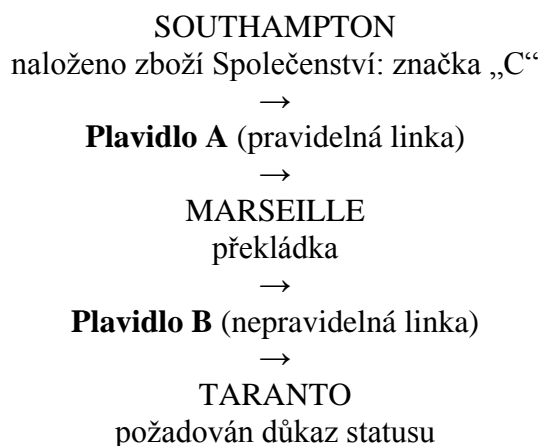 SOUTHAMPTON
naloženo zboží Společenství: značka „C“
→
Plavidlo A (pravidelná linka)
→
MARSEILLE
překládka
→
Plavidlo B (nepravidelná linka)
→
TARANTO
požadován důkaz statusu